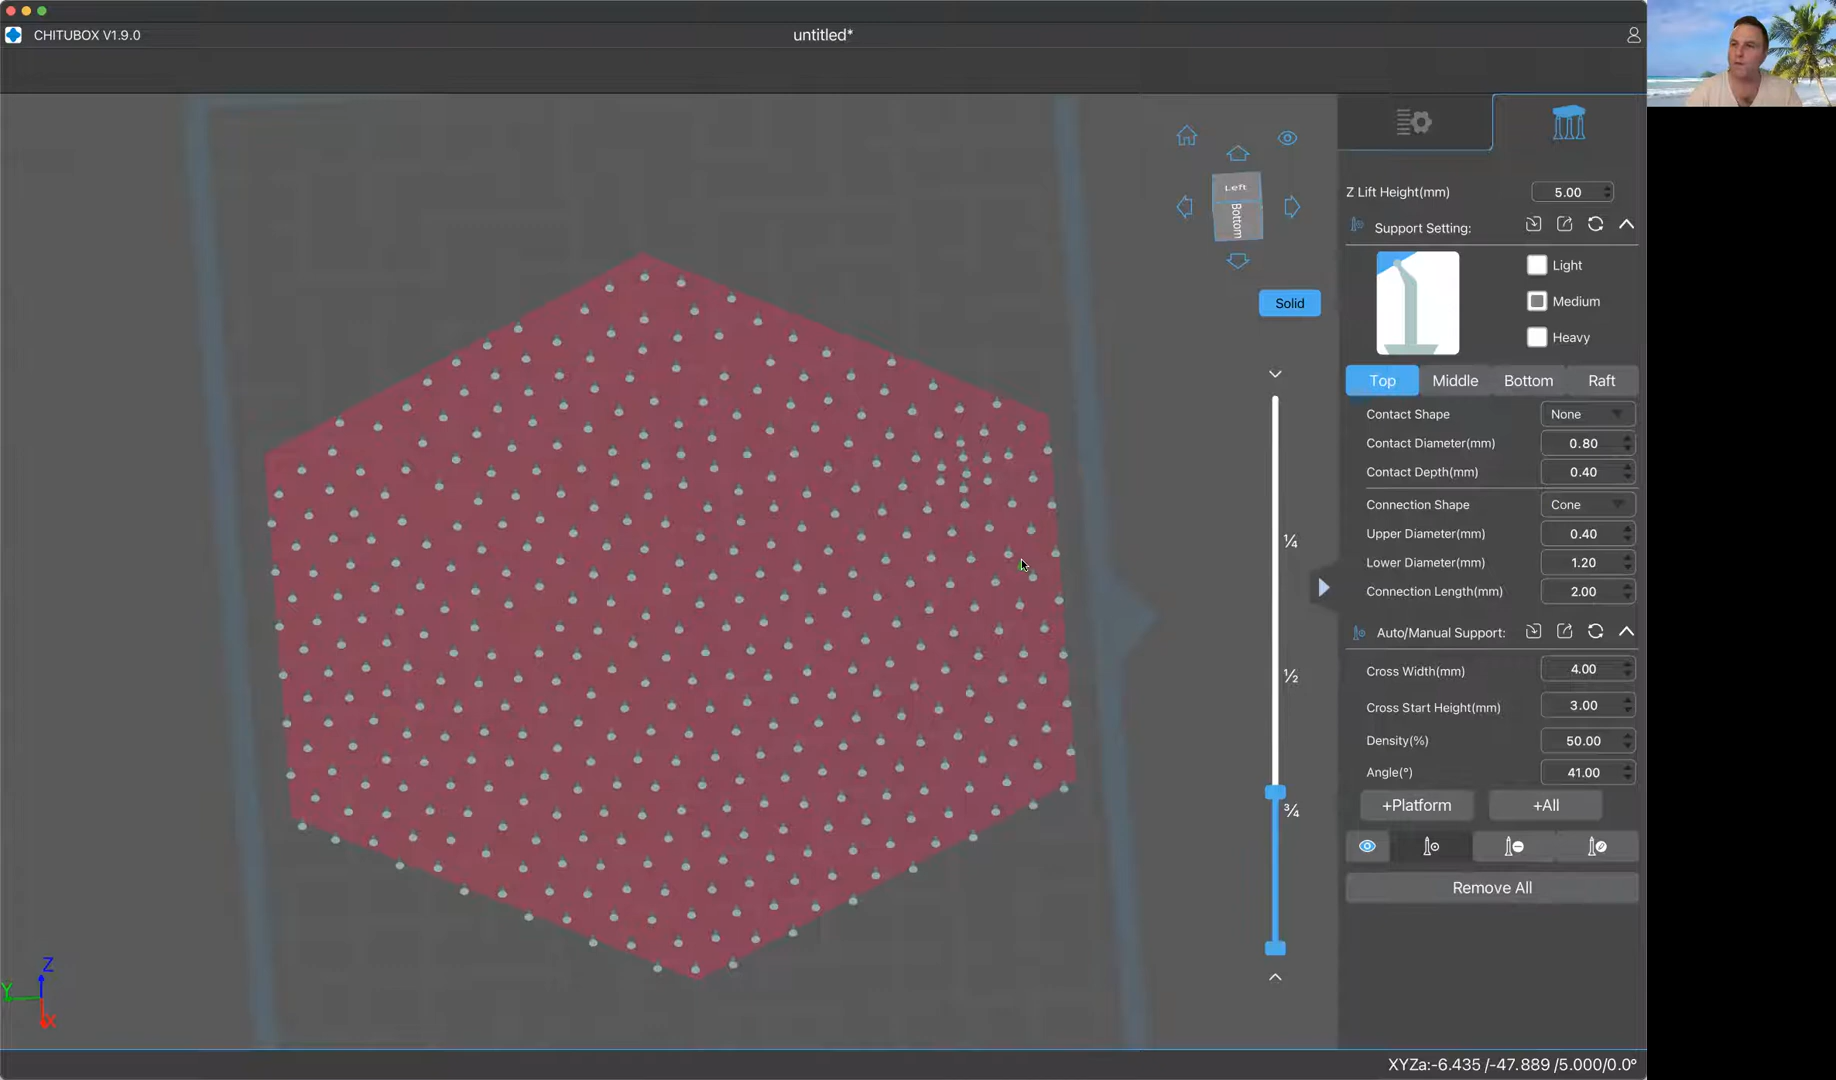 CHITUBOX V1.9.0
untitled*
Left
Bottom
Solid
¼
½
¾
Z Lift Height(mm) 5.00
Support Setting:
Light
Medium
Heavy
Top Middle Bottom Raft
Contact Shape None
Contact Diameter(mm) 0.80
Contact Depth(mm) 0.40
Connection Shape Cone
Upper Diameter(mm) 0.40
Lower Diameter(mm) 1.20
Connection Length(mm) 2.00
Auto/Manual Support:
Cross Width(mm) 4.00
Cross Start Height(mm) 3.00
Density(%) 50.00
Angle(°) 41.00
+Platform +All
Remove All
Z
Y
X
XYZa:-6.435 /-47.889 /5.000/0.0°